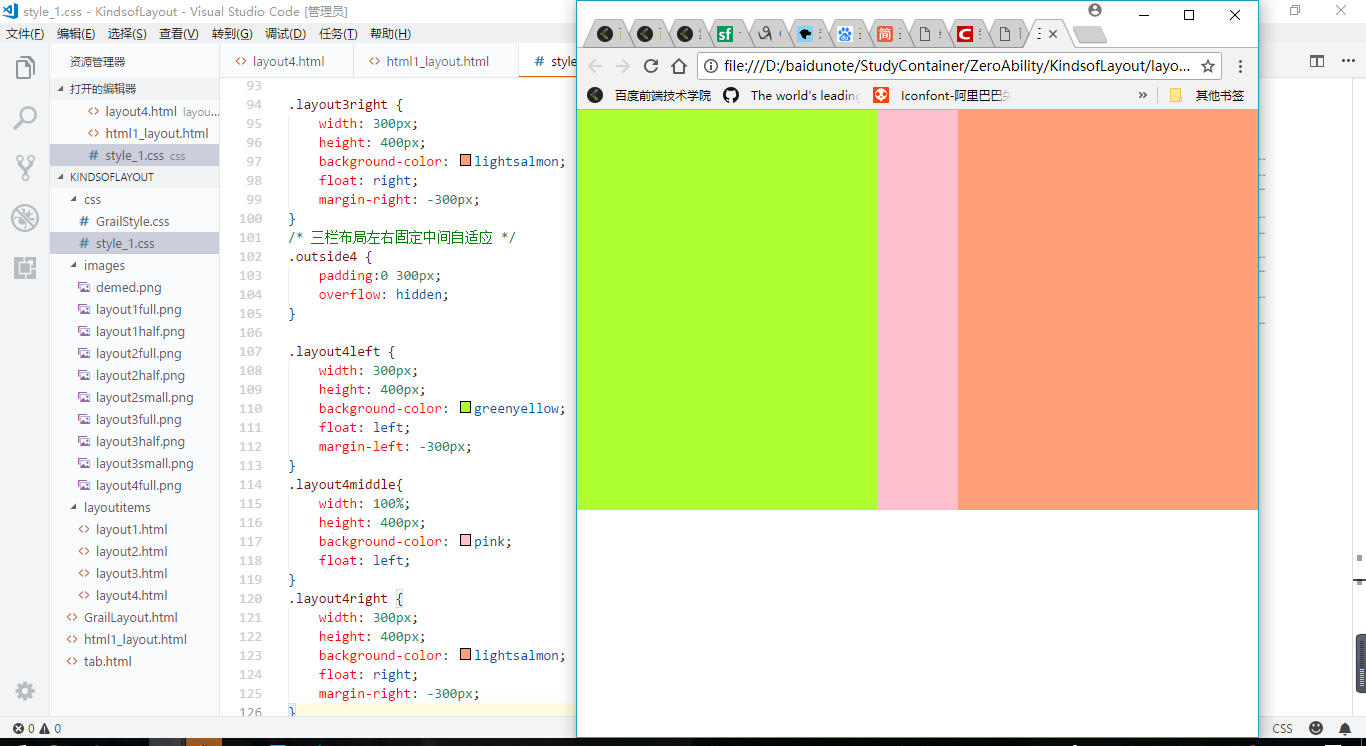 style_1.css - KindsofLayout - Visual Studio Code [管理员]
文件(F) 编辑(E) 选择(S) 查看(V) 转到(G) 调试(D) 任务(T) 帮助(H)
资源管理器
打开的编辑器
layout4.html layou...
html1_layout.html
# style_1.css css
KINDSOFLAYOUT
css
# GrailStyle.css
# style_1.css
images
demed.png
layout1full.png
layout1half.png
layout2full.png
layout2half.png
layout2small.png
layout3full.png
layout3half.png
layout3small.png
layout4full.png
layoutitems
layout1.html
layout2.html
layout3.html
layout4.html
GrailLayout.html
html1_layout.html
tab.html
layout4.html
html1_layout.html
# style
93
94 .layout3right {
95 width: 300px;
96 height: 400px;
97 background-color: lightsalmon;
98 float: right;
99 margin-right: -300px;
100 }
101 /* 三栏布局左右固定中间自适应 */
102 .outside4 {
103 padding:0 300px;
104 overflow: hidden;
105 }
106
107 .layout4left {
108 width: 300px;
109 height: 400px;
110 background-color: greenyellow;
111 float: left;
112 margin-left: -300px;
113 }
114 .layout4middle{
115 width: 100%;
116 height: 400px;
117 background-color: pink;
118 float: left;
119 }
120 .layout4right {
121 width: 300px;
122 height: 400px;
123 background-color: lightsalmon;
124 float: right;
125 margin-right: -300px;
126 }
sf
简
C
file:///D:/baidunote/StudyContainer/ZeroAbility/KindsofLayout/layo...
百度前端技术学院 The world's leading Iconfont-阿里巴巴 » 其他书签
0 0
CSS